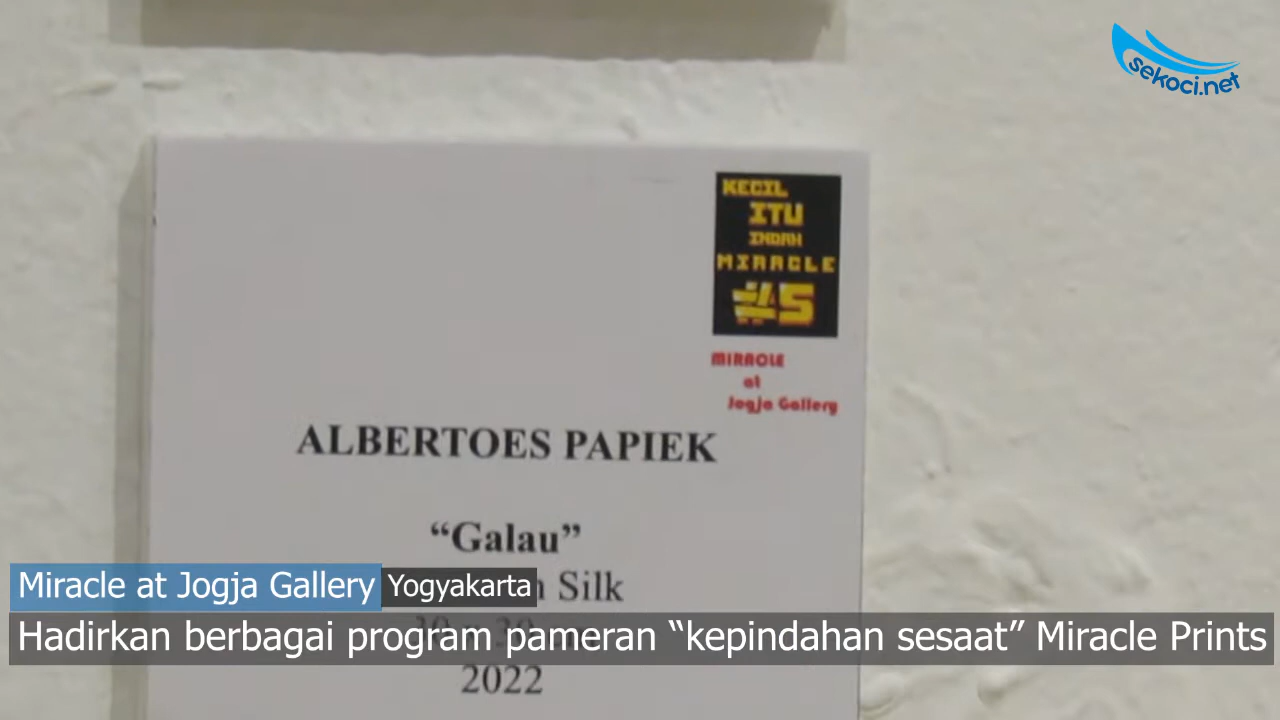 sekoci.net
KECIL
ITU
INDAH
MIRACLE
#5
MIRACLE
at
Jogja Gallery
ALBERTOES PAPIEK
“Galau”
Silk
Miracle at Jogja Gallery Yogyakarta
Hadirkan berbagai program pameran “kepindahan sesaat” Miracle Prints
2022